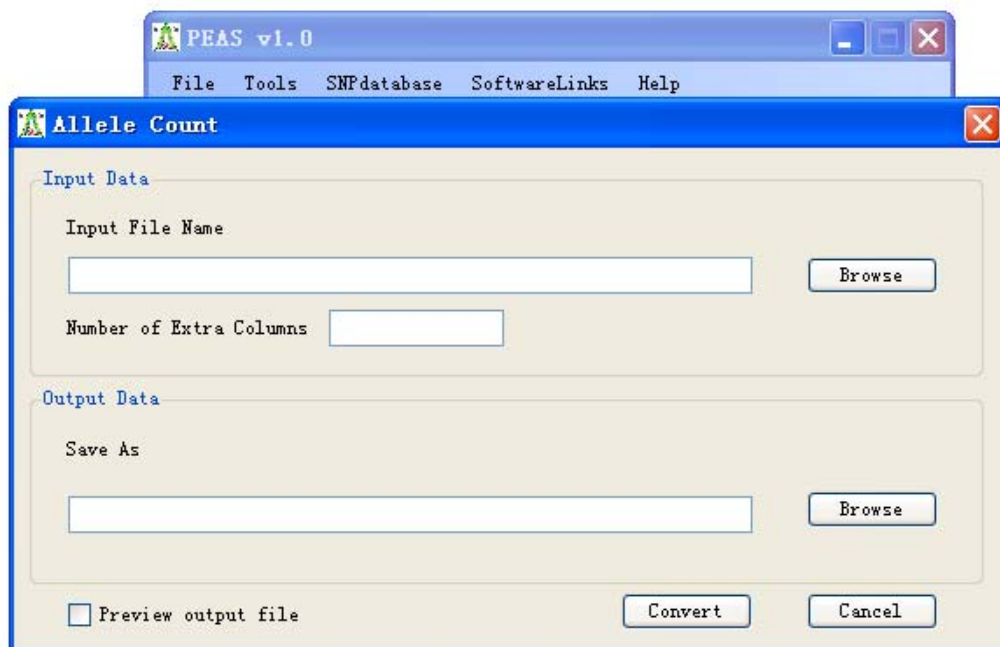 PEAS v1.0
File Tools SNPdatabase SoftwareLinks Help
Allele Count
Input Data
Input File Name
Browse
Number of Extra Columns
Output Data
Save As
Browse
Preview output file
Convert
Cancel